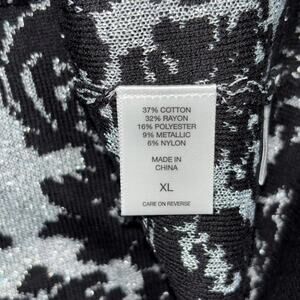 37% COTTON
32% RAYON
16% POLYESTER
9% METALLIC
6% NYLON
MADE IN
CHINA
XL
CARE ON REVERSE